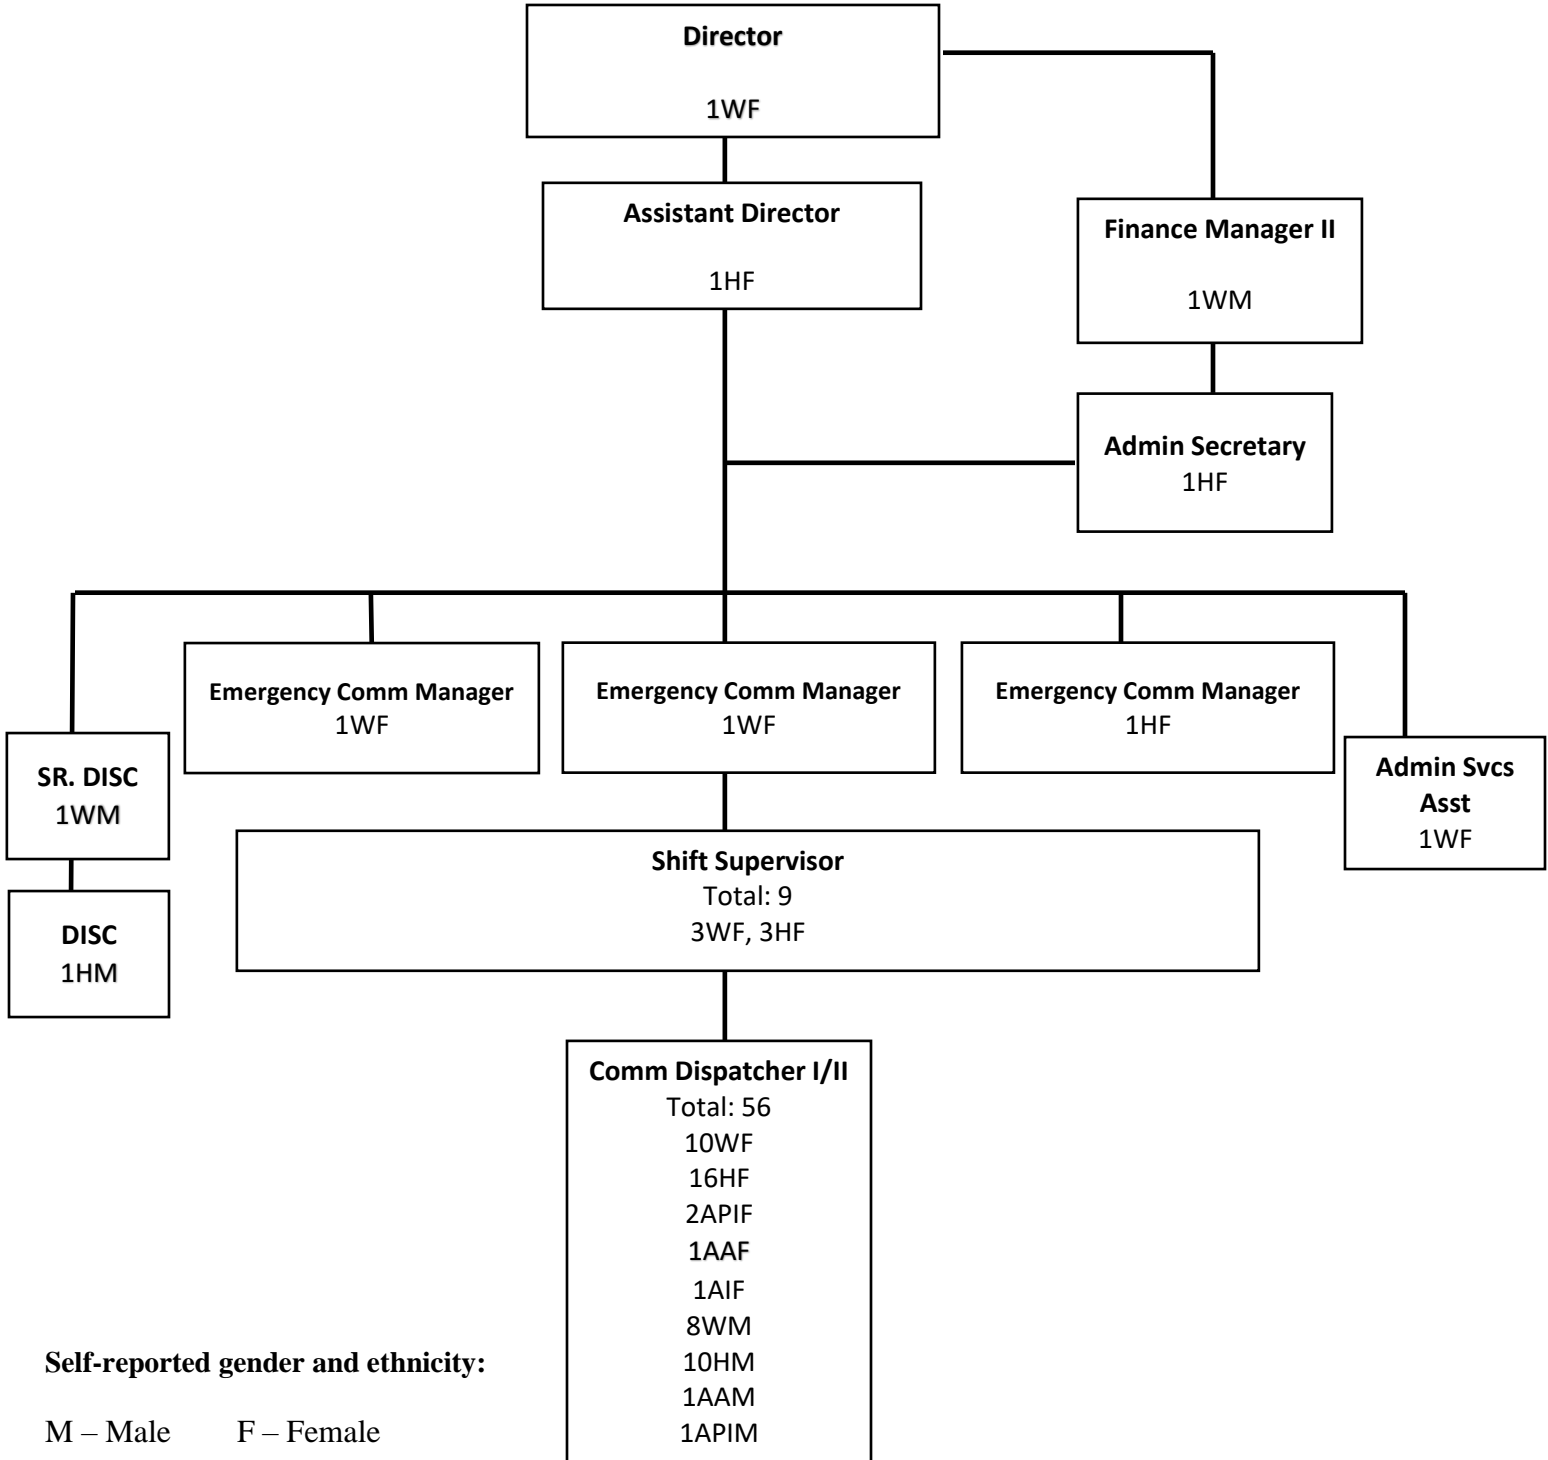 Director
1WF
Assistant Director
1HF
Finance Manager II
1WM
Admin Secretary
1HF
Emergency Comm Manager
1WF
Emergency Comm Manager
1WF
Emergency Comm Manager
1HF
SR. DISC
1WM
Admin Svcs
Asst
1WF
DISC
1HM
Shift Supervisor
Total: 9
3WF, 3HF
Comm Dispatcher I/II
Total: 56
10WF
16HF
2APIF
1AAF
1AIF
8WM
10HM
1AAM
1APIM
Self-reported gender and ethnicity:
M – Male F – Female